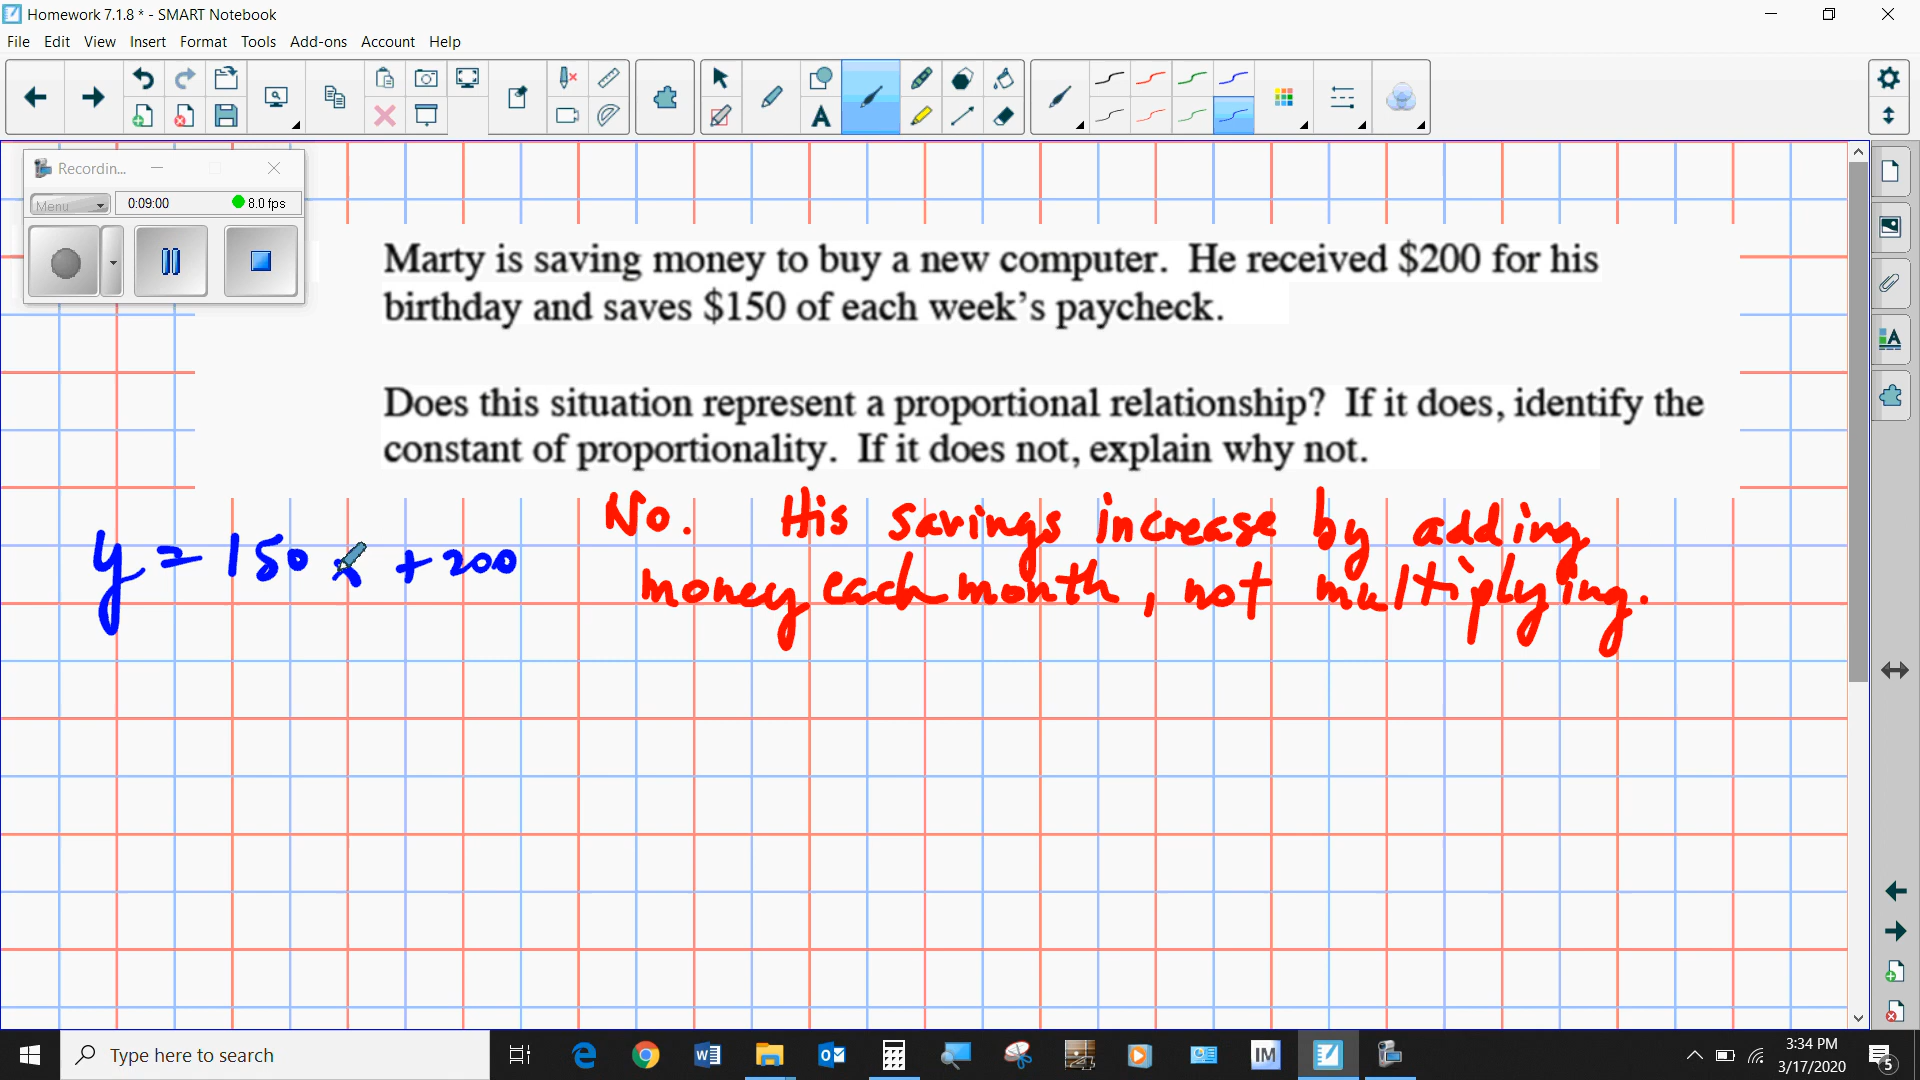 Homework 7.1.8 * - SMART Notebook
File Edit View Insert Format Tools Add-ons Account Help
Recordin...
Menu 0:09:00 8.0 fps
Marty is saving money to buy a new computer. He received $200 for his
birthday and saves $150 of each week's paycheck.
Does this situation represent a proportional relationship? If it does, identify the
constant of proportionality. If it does not, explain why not.
No. His savings increase by adding
money each month, not multiplying.
y = 150x + 200
Type here to search
IM
3:34 PM
3/17/2020
5